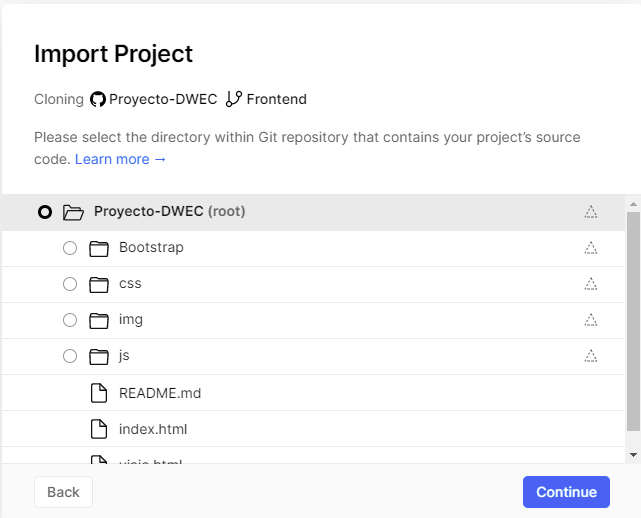 Import Project
Cloning Proyecto-DWEC Frontend
Please select the directory within Git repository that contains your project's source
code. Learn more →
Proyecto-DWEC (root)
Bootstrap
css
img
js
README.md
index.html
Back
Continue